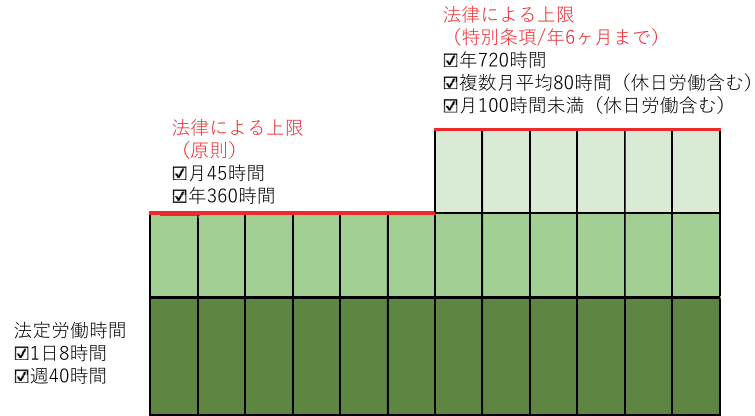 法律による上限
（特別条項/年6ヶ月まで）
☑年720時間
☑複数月平均80時間（休日労働含む）
☑月100時間未満（休日労働含む）
法律による上限
（原則）
☑月45時間
☑年360時間
法定労働時間
☑1日8時間
☑週40時間